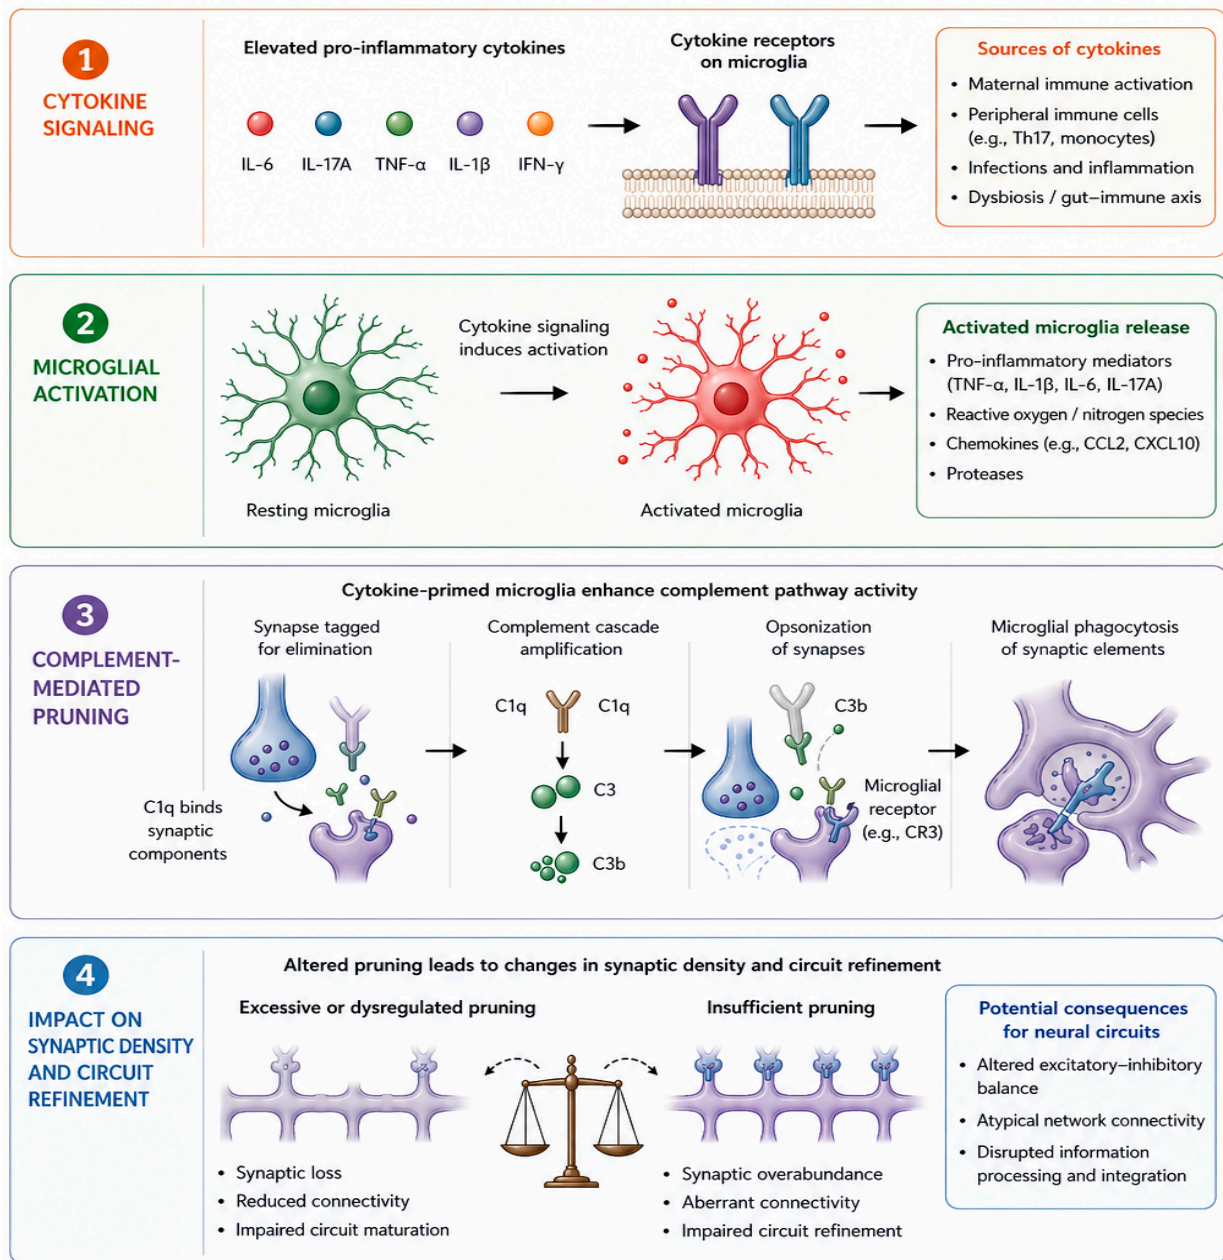 1
CYTOKINE
SIGNALING
Elevated pro-inflammatory cytokines
IL-6
IL-17A
TNF-α
IL-1β
IFN-γ
Cytokine receptors
on microglia
Sources of cytokines
• Maternal immune activation
• Peripheral immune cells
(e.g., Th17, monocytes)
• Infections and inflammation
• Dysbiosis / gut–immune axis
2
MICROGLIAL
ACTIVATION
Resting microglia
Cytokine signaling
induces activation
Activated microglia
Activated microglia release
• Pro-inflammatory mediators
(TNF-α, IL-1β, IL-6, IL-17A)
• Reactive oxygen / nitrogen species
• Chemokines (e.g., CCL2, CXCL10)
• Proteases
3
COMPLEMENT-
MEDIATED
PRUNING
Cytokine-primed microglia enhance complement pathway activity
Synapse tagged
for elimination
C1q binds
synaptic
components
Complement cascade
amplification
C1q
C1q
C3
C3b
Opsonization
of synapses
C3b
Microglial
receptor
(e.g., CR3)
Microglial phagocytosis
of synaptic elements
4
IMPACT ON
SYNAPTIC DENSITY
AND CIRCUIT
REFINEMENT
Altered pruning leads to changes in synaptic density and circuit refinement
Excessive or dysregulated pruning
• Synaptic loss
• Reduced connectivity
• Impaired circuit maturation
Insufficient pruning
• Synaptic overabundance
• Aberrant connectivity
• Impaired circuit refinement
Potential consequences
for neural circuits
• Altered excitatory–inhibitory
balance
• Atypical network connectivity
• Disrupted information
processing and integration